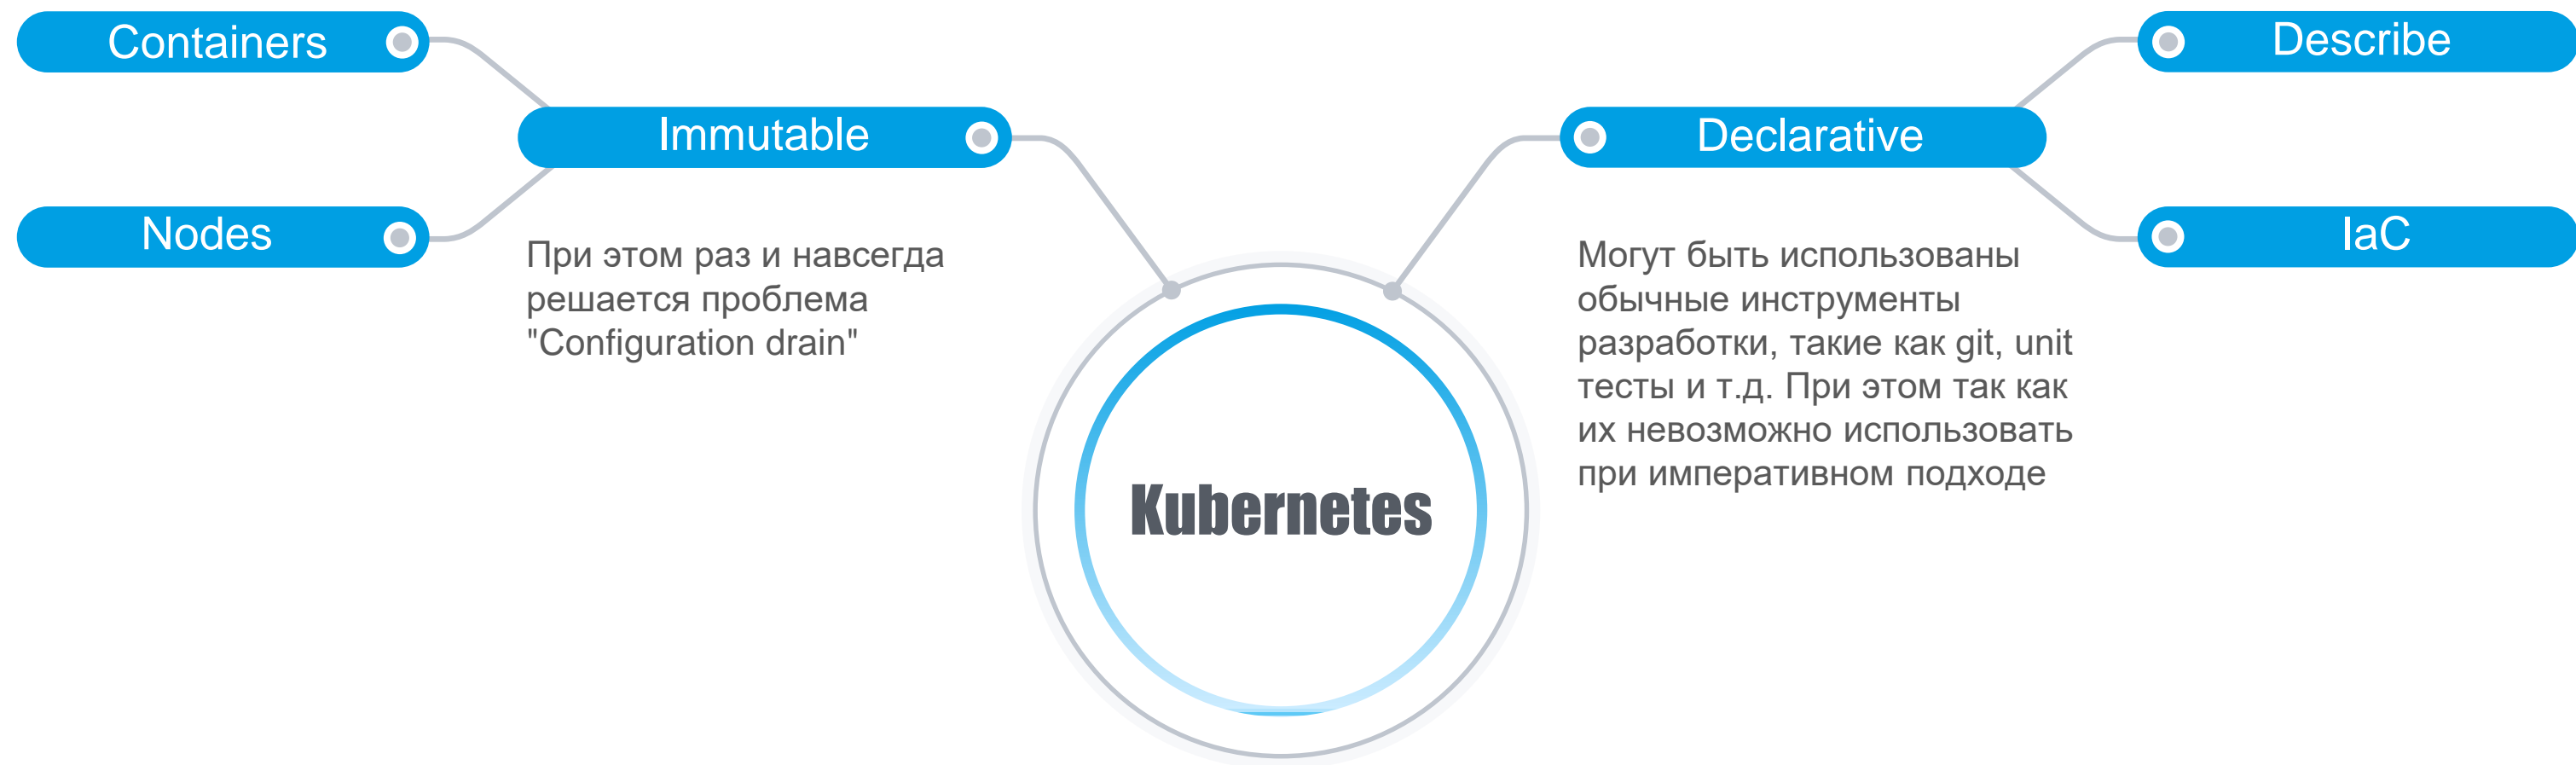 Containers
Immutable
Nodes
При этом раз и навсегда
решается проблема
"Configuration drain"
Kubernetes
Describe
Declarative
IaC
Могут быть использованы
обычные инструменты
разработки, такие как git, unit
тесты и т.д. При этом так как
их невозможно использовать
при императивном подходе